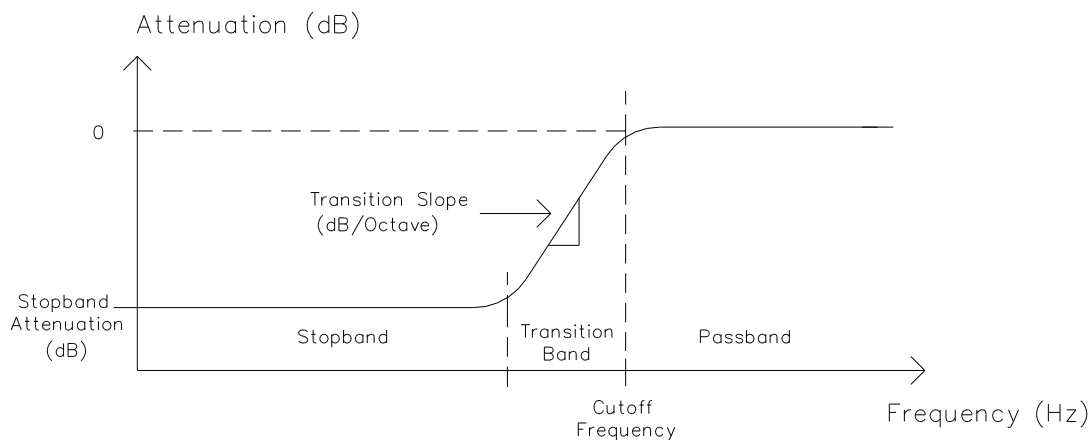 Attenuation (dB)
0
Transition Slope
(dB/Octave)
Stopband
Attenuation
(dB)
Stopband
Transition
Band
Passband
Cutoff
Frequency
Frequency (Hz)